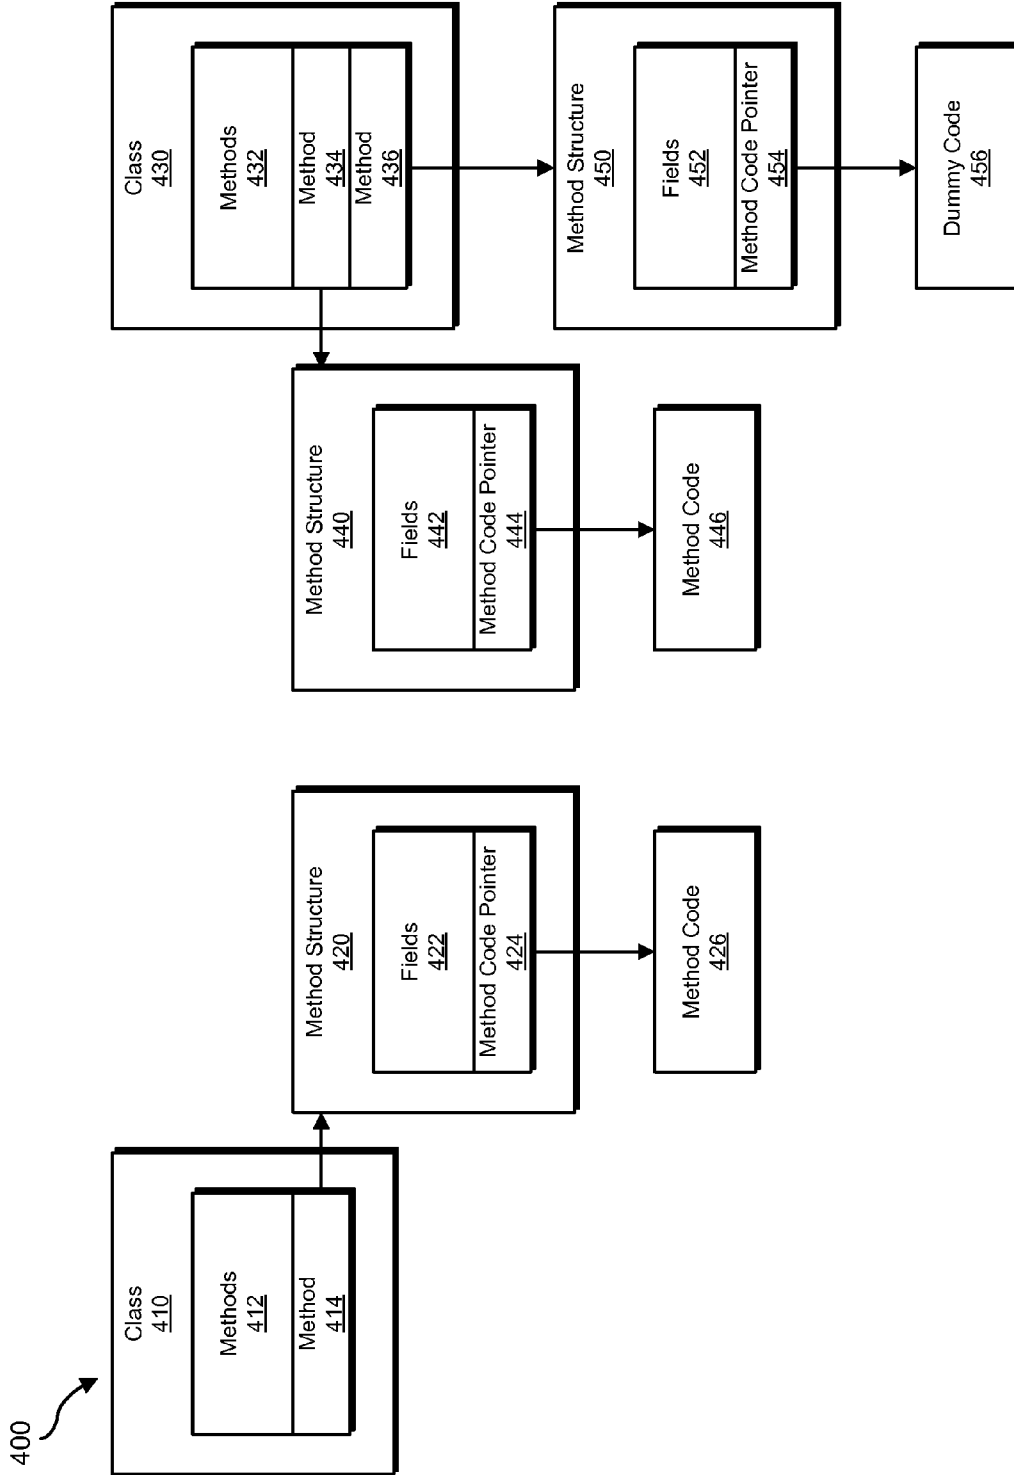 400
Class
410
Methods
412
Method
414
Method Structure
420
Fields
422
Method Code Pointer
424
Method Code
426
Class
430
Methods
432
Method
434
Method
436
Method Structure
440
Fields
442
Method Code Pointer
444
Method Code
446
Method Structure
450
Fields
452
Method Code Pointer
454
Dummy Code
456